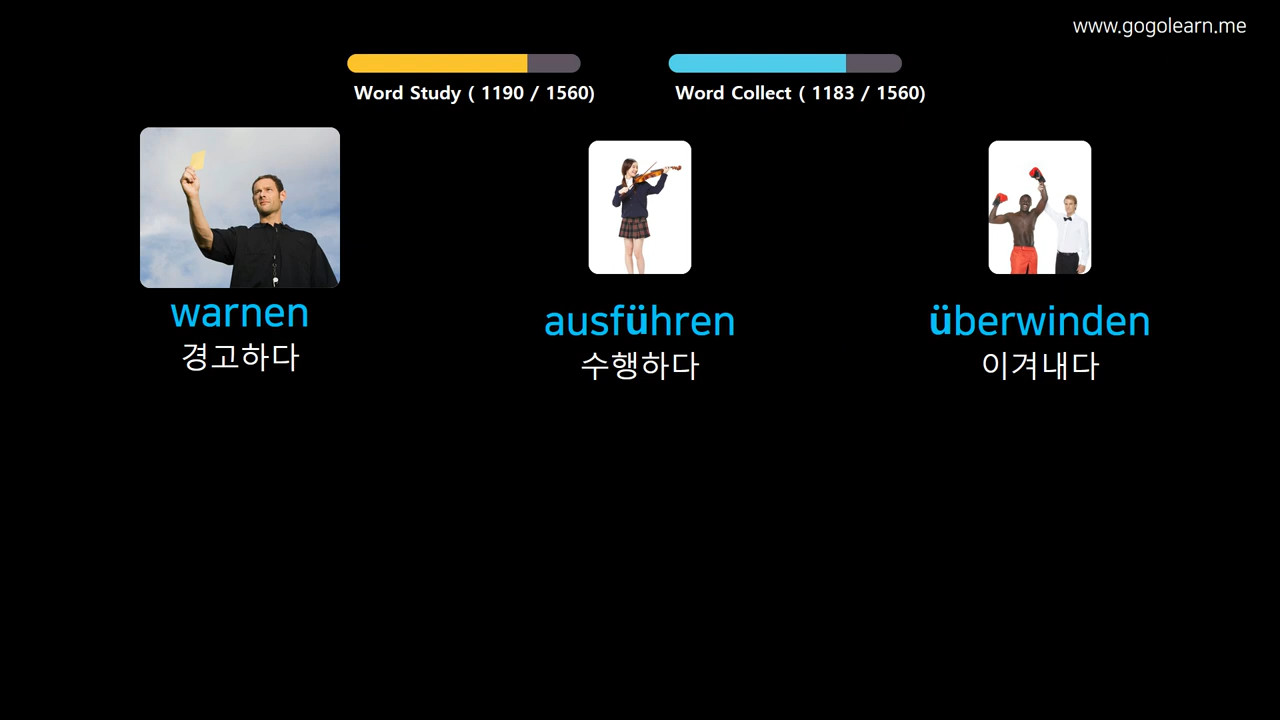 www.gogolearn.me
Word Study ( 1190 / 1560)
Word Collect ( 1183 / 1560)
warnen
경고하다
ausführen
수행하다
überwinden
이겨내다